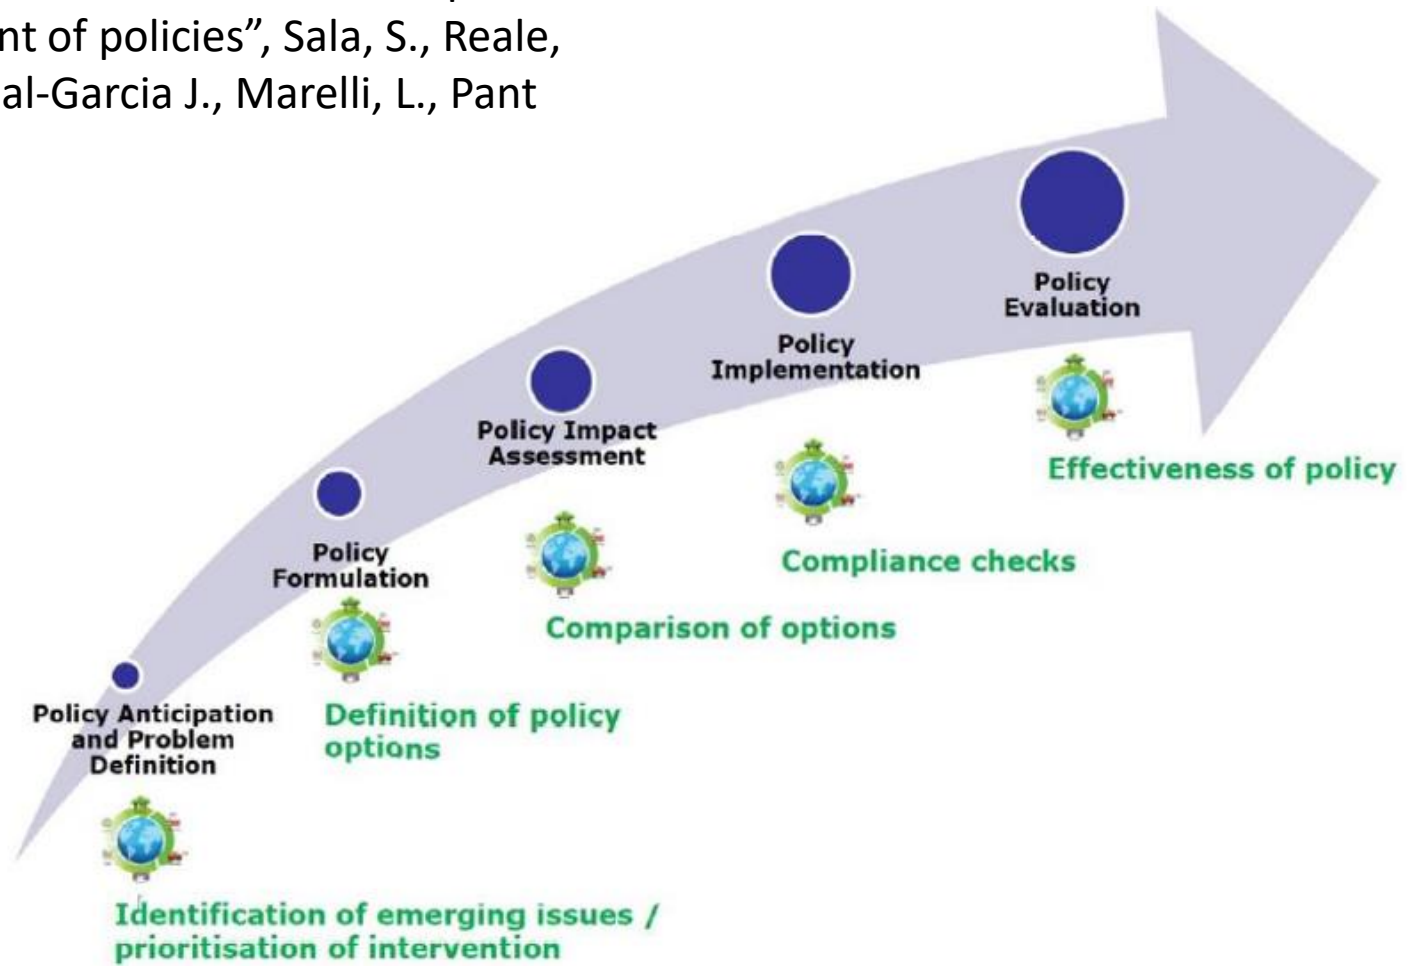 nt of policies”, Sala, S., Reale,
al-Garcia J., Marelli, L., Pant
Policy
Evaluation
Policy
Implementation
Effectiveness of policy
Policy Impact
Assessment
Compliance checks
Policy
Formulation
Comparison of options
Policy Anticipation
and Problem
Definition
Definition of policy
options
Identification of emerging issues /
prioritisation of intervention